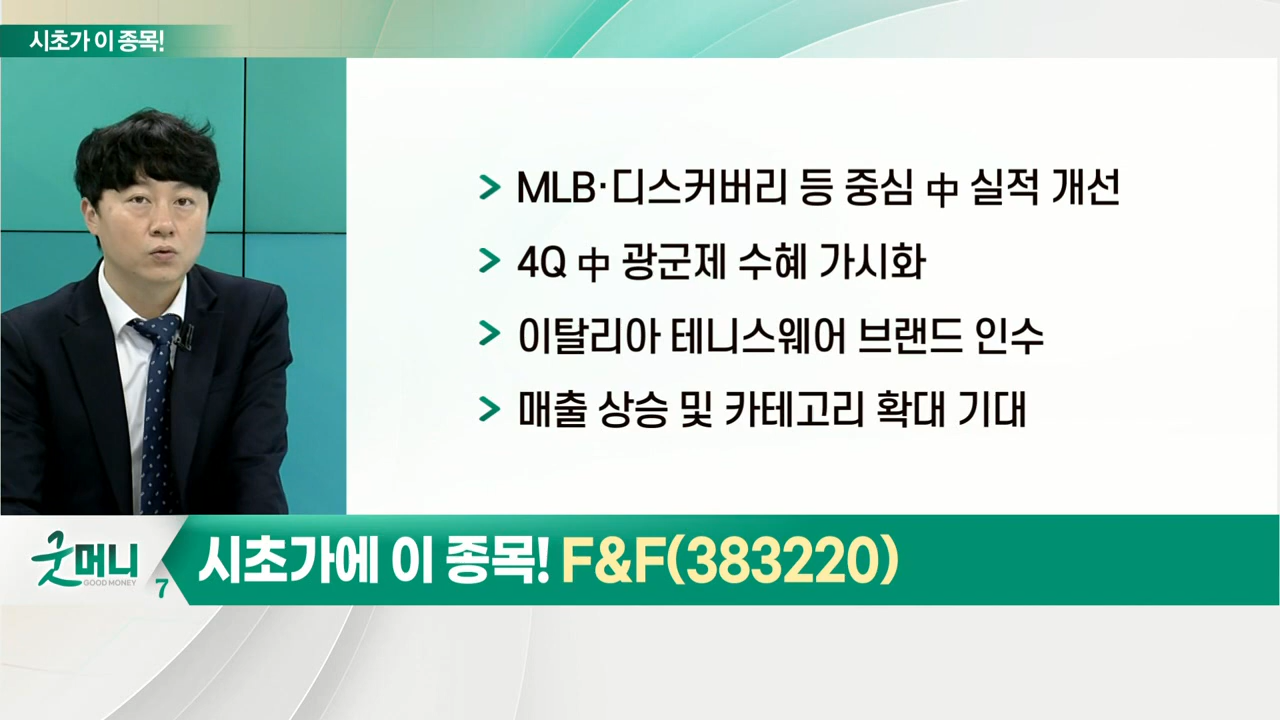 시초가 이 종목!
> MLB·디스커버리 등 중심 中 실적 개선
> 4Q 中 광군제 수혜 가시화
> 이탈리아 테니스웨어 브랜드 인수
> 매출 상승 및 카테고리 확대 기대
굿머니
GOOD MONEY
7
시초가에 이 종목! F&F(383220)